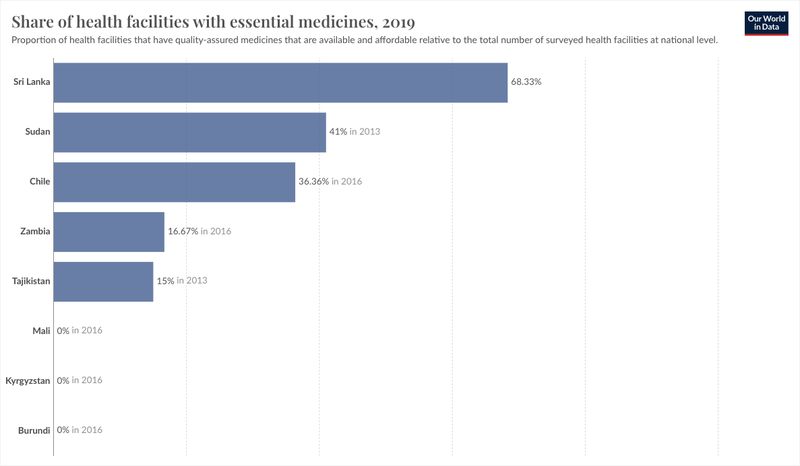 Share of health facilities with essential medicines, 2019
Our World
in Data
Proportion of health facilities that have quality-assured medicines that are available and affordable relative to the total number of surveyed health facilities at national level.
Sri Lanka 68.33%
Sudan 41% in 2013
Chile 36.36% in 2016
Zambia 16.67% in 2016
Tajikistan 15% in 2013
Mali 0% in 2016
Kyrgyzstan 0% in 2016
Burundi 0% in 2016